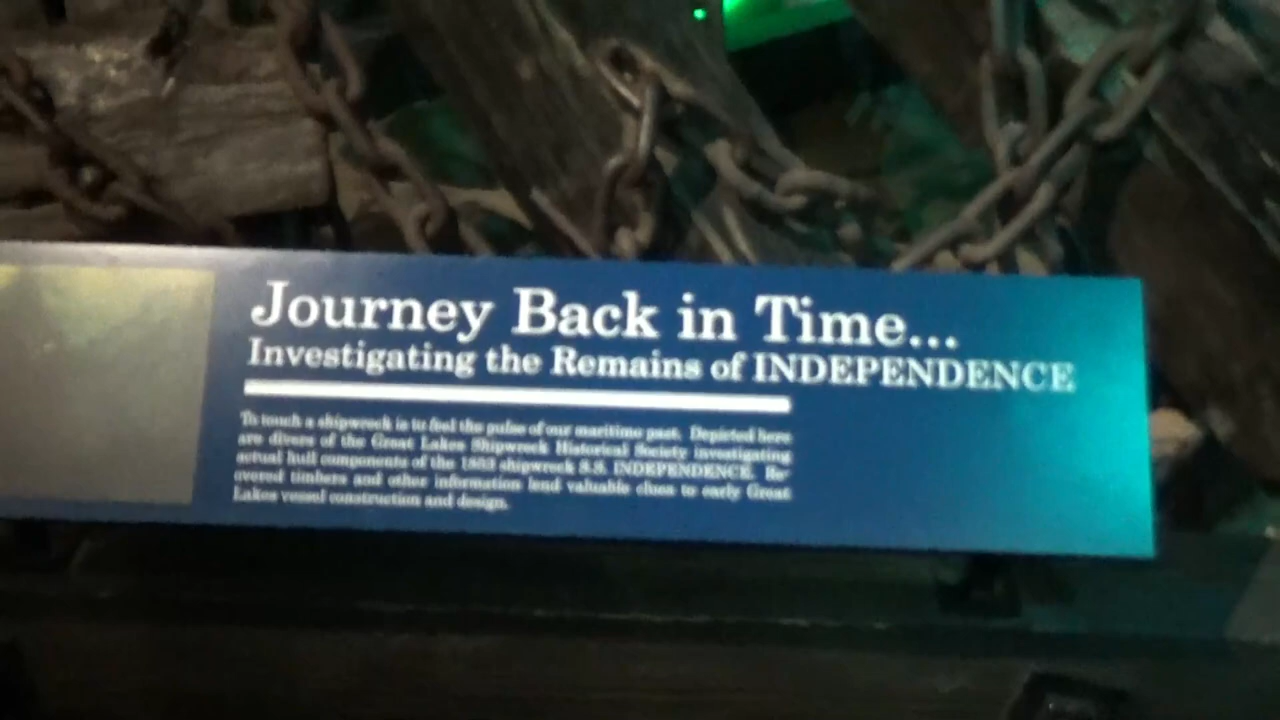 Journey Back in Time...
Investigating the Remains of INDEPENDENCE
To touch a shipwreck is to feel the pulse of our maritime past. Depicted here
are divers of the Great Lakes Shipwreck Historical Society investigating
actual hull components of the 1853 shipwreck S.S. INDEPENDENCE. Re-
overed timbers and other information lend valuable clues to early Great
Lakes vessel construction and design.